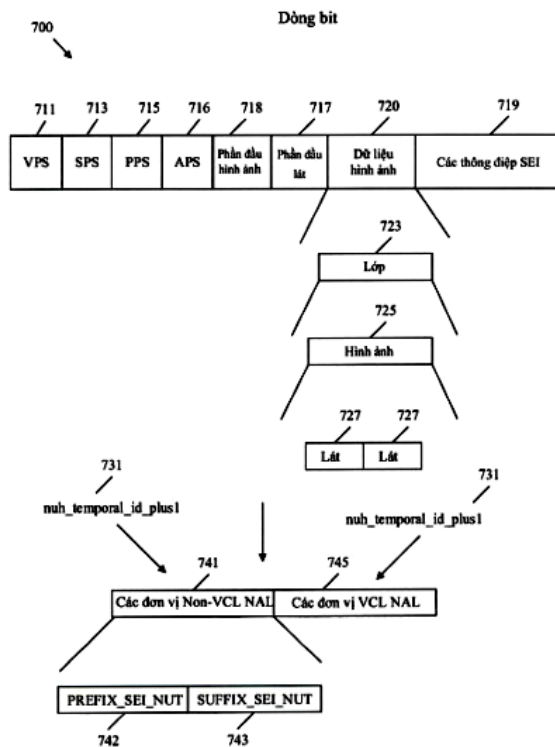 Dòng bit
700
711 713 715 716 718 717 720 719
VPS SPS PPS APS Phần đầu hình ảnh Phần đầu lát Dữ liệu hình ảnh Các thông điệp SEI
723
Lớp
725
Hình ảnh
727 727
Lát Lát
731 731
nuh_temporal_id_plus1 nuh_temporal_id_plus1
741 745
Các đơn vị Non-VCL NAL Các đơn vị VCL NAL
PREFIX_SEI_NUT SUFFIX_SEI_NUT
742 743